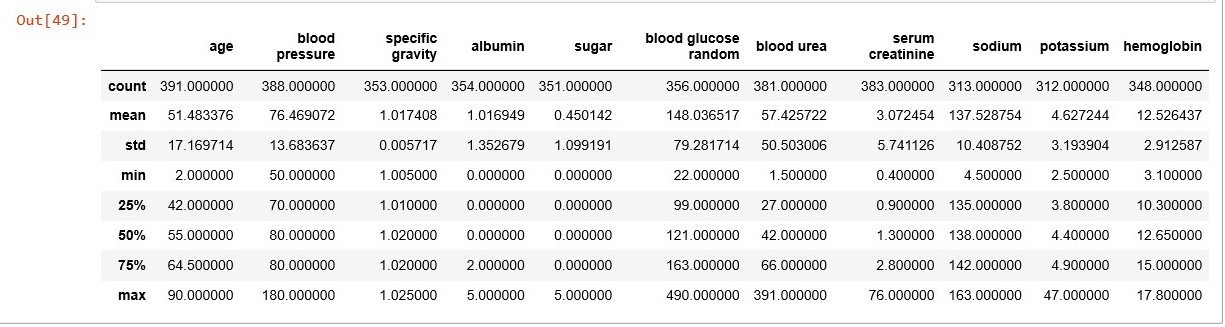 Out[49]:
age blood pressure specific gravity albumin sugar blood glucose random blood urea serum creatinine sodium potassium hemoglobin
count 391.000000 388.000000 353.000000 354.000000 351.000000 356.000000 381.000000 383.000000 313.000000 312.000000 348.000000
mean 51.483376 76.469072 1.017408 1.016949 0.450142 148.036517 57.425722 3.072454 137.528754 4.627244 12.526437
std 17.169714 13.683637 0.005717 1.352679 1.099191 79.281714 50.503006 5.741126 10.408752 3.193904 2.912587
min 2.000000 50.000000 1.005000 0.000000 0.000000 22.000000 1.500000 0.400000 4.500000 2.500000 3.100000
25% 42.000000 70.000000 1.010000 0.000000 0.000000 99.000000 27.000000 0.900000 135.000000 3.800000 10.300000
50% 55.000000 80.000000 1.020000 0.000000 0.000000 121.000000 42.000000 1.300000 138.000000 4.400000 12.650000
75% 64.500000 80.000000 1.020000 2.000000 0.000000 163.000000 66.000000 2.800000 142.000000 4.900000 15.000000
max 90.000000 180.000000 1.025000 5.000000 5.000000 490.000000 391.000000 76.000000 163.000000 47.000000 17.800000